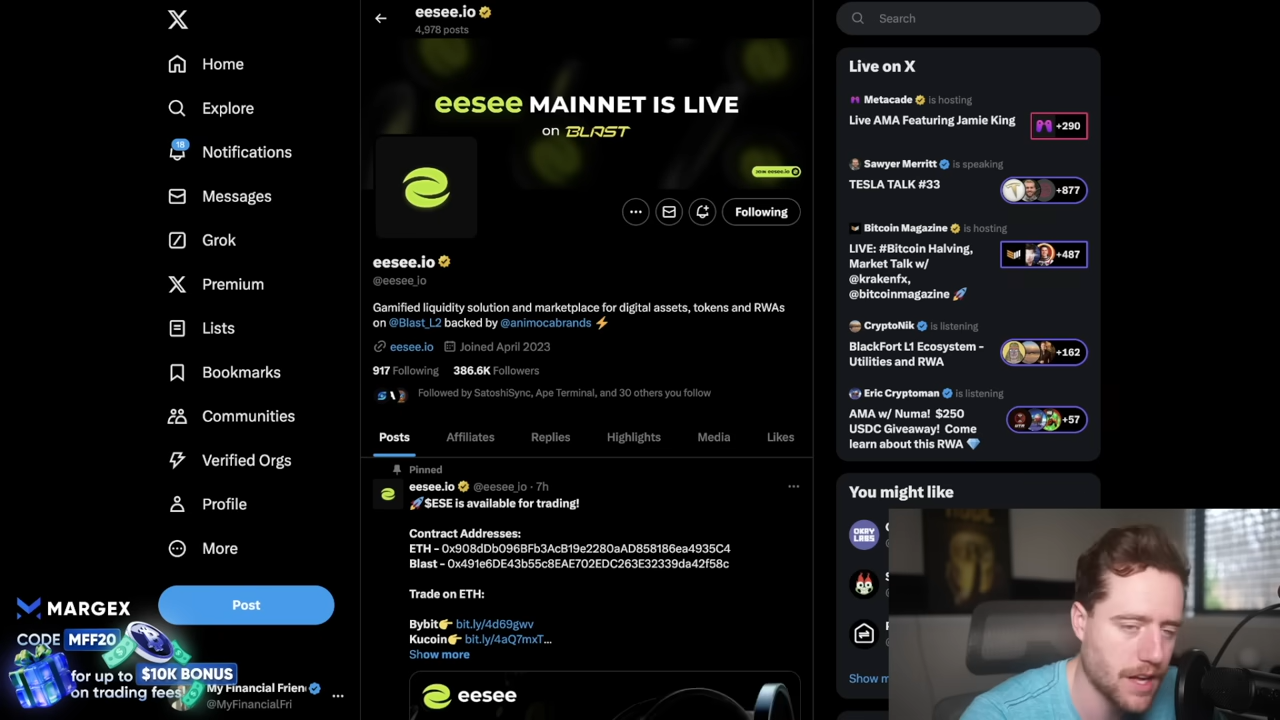 Home
Explore
18
Notifications
Messages
Grok
Premium
Lists
Bookmarks
Communities
Verified Orgs
Profile
More
Post
MARGEX
CODE MFF20
for up to $10K BONUS
on trading fees!
My Financial Frien
@MyFinancialFri
eesee.io
4,978 posts
eesee MAINNET IS LIVE
on BLAST
JOIN eesee.io
Following
eesee.io
@eesee_io
Gamified liquidity solution and marketplace for digital assets, tokens and RWAs
on @Blast_L2 backed by @animocabrands ⚡
eesee.io Joined April 2023
917 Following 386.6K Followers
Followed by SatoshiSync, Ape Terminal, and 30 others you follow
Posts Affiliates Replies Highlights Media Likes
Pinned
eesee.io @eesee_io · 7h
🚀$ESE is available for trading!
Contract Addresses:
ETH - 0x908dDb096BFb3AcB19e2280aAD858186ea4935C4
Blast - 0x491e6DE43b55c8EAE702EDC263E32339da42f58c
Trade on ETH:
Bybit👉 bit.ly/4d69gwv
Kucoin👉 bit.ly/4aQ7mxT…
Show more
eesee
Search
Live on X
Metacade is hosting
Live AMA Featuring Jamie King
+290
Sawyer Merritt is speaking
TESLA TALK #33
+877
Bitcoin Magazine is hosting
LIVE: #Bitcoin Halving,
Market Talk w/
@krakenfx,
@bitcoinmagazine 🚀
+487
CryptoNik is listening
BlackFort L1 Ecosystem -
Utilities and RWA
+162
Eric Cryptoman is listening
AMA w/ Numa! $250
USDC Giveaway! Come
learn about this RWA 💎
+57
You might like
OKAY
LABS
Show m